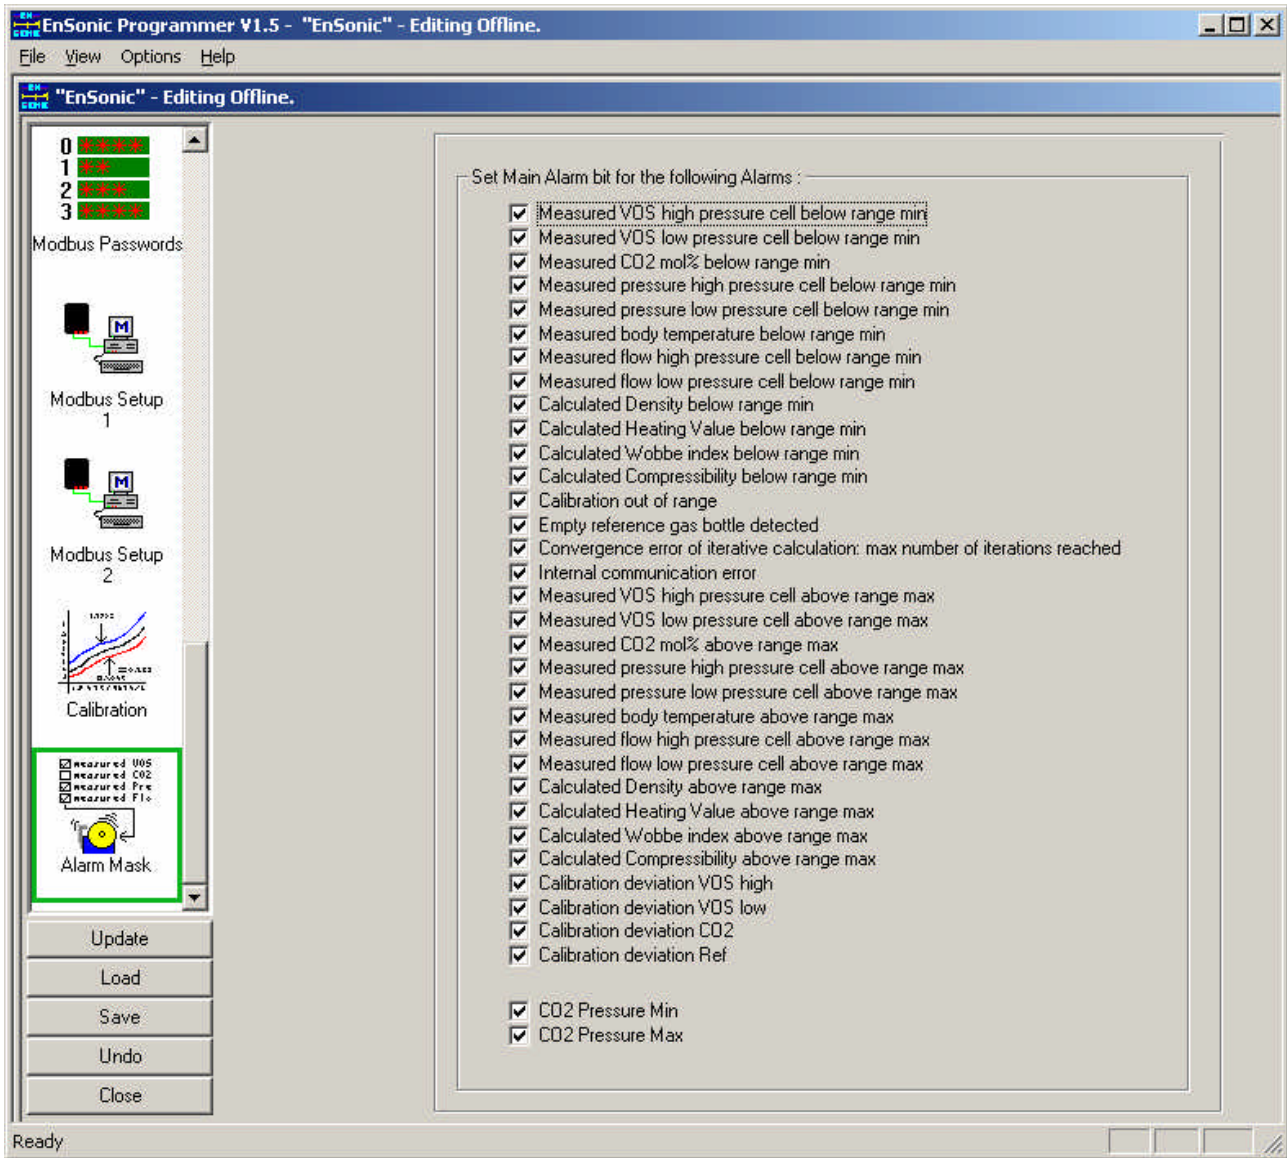 EnSonic Programmer V1.5 - "EnSonic" - Editing Offline.
File View Options Help
"EnSonic" - Editing Offline.
0 ****
1 **
2 ***
3 ****
Modbus Passwords
M
Modbus Setup
1
M
Modbus Setup
2
Calibration
measured VOS
measured CO2
measured Pre
measured Flo
Alarm Mask
Update
Load
Save
Undo
Close
Set Main Alarm bit for the following Alarms :
Measured VOS high pressure cell below range min
Measured VOS low pressure cell below range min
Measured CO2 mol% below range min
Measured pressure high pressure cell below range min
Measured pressure low pressure cell below range min
Measured body temperature below range min
Measured flow high pressure cell below range min
Measured flow low pressure cell below range min
Calculated Density below range min
Calculated Heating Value below range min
Calculated Wobbe index below range min
Calculated Compressibility below range min
Calibration out of range
Empty reference gas bottle detected
Convergence error of iterative calculation: max number of iterations reached
Internal communication error
Measured VOS high pressure cell above range max
Measured VOS low pressure cell above range max
Measured CO2 mol% above range max
Measured pressure high pressure cell above range max
Measured pressure low pressure cell above range max
Measured body temperature above range max
Measured flow high pressure cell above range max
Measured flow low pressure cell above range max
Calculated Density above range max
Calculated Heating Value above range max
Calculated Wobbe index above range max
Calculated Compressibility above range max
Calibration deviation VOS high
Calibration deviation VOS low
Calibration deviation CO2
Calibration deviation Ref
CO2 Pressure Min
CO2 Pressure Max
Ready